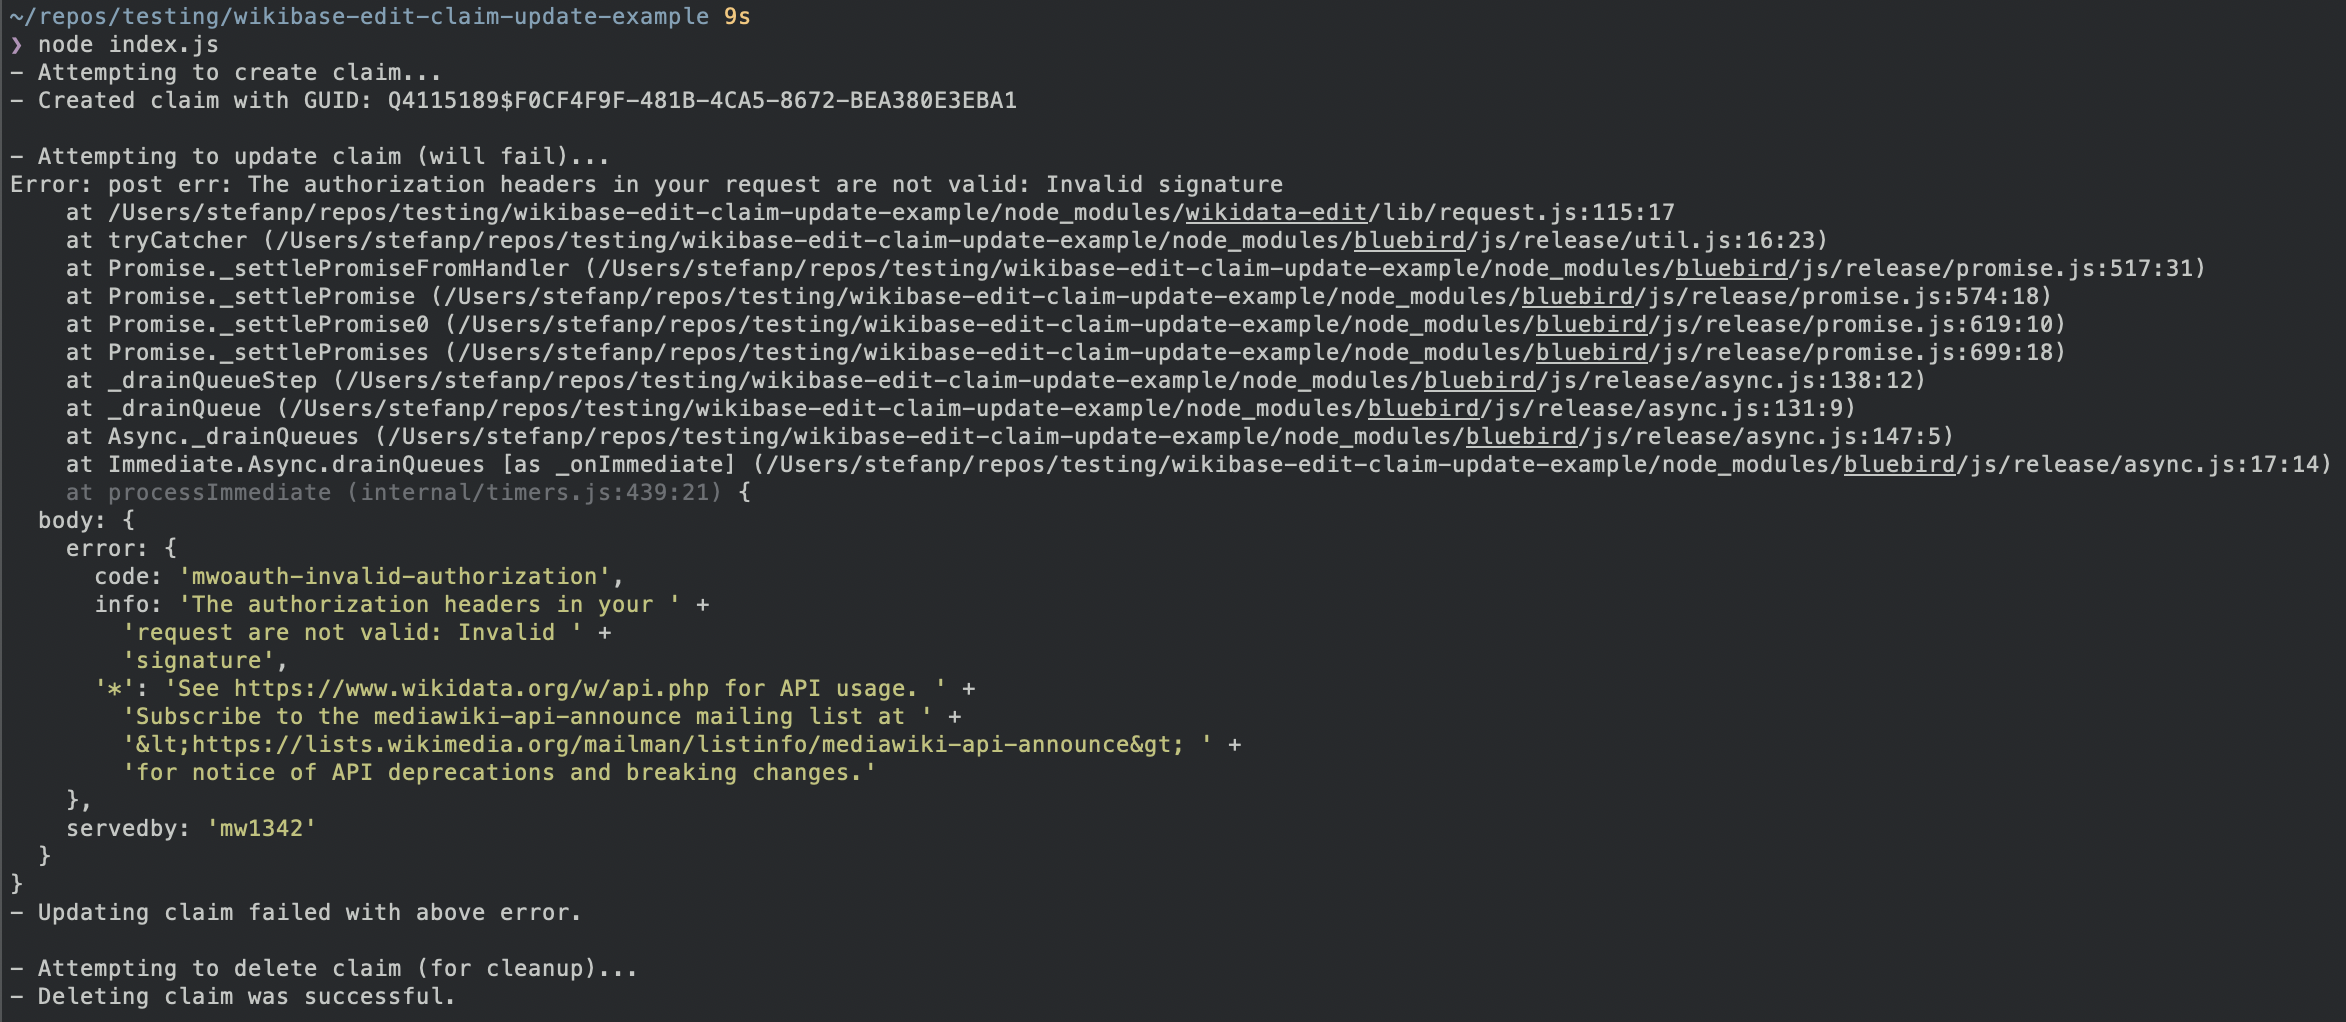 ~/repos/testing/wikibase-edit-claim-update-example 9s
❯ node index.js
- Attempting to create claim...
- Created claim with GUID: Q4115189$F0CF4F9F-481B-4CA5-8672-BEA380E3EBA1
- Attempting to update claim (will fail)...
Error: post err: The authorization headers in your request are not valid: Invalid signature
    at /Users/stefanp/repos/testing/wikibase-edit-claim-update-example/node_modules/wikidata-edit/lib/request.js:115:17
    at tryCatcher (/Users/stefanp/repos/testing/wikibase-edit-claim-update-example/node_modules/bluebird/js/release/util.js:16:23)
    at Promise._settlePromiseFromHandler (/Users/stefanp/repos/testing/wikibase-edit-claim-update-example/node_modules/bluebird/js/release/promise.js:517:31)
    at Promise._settlePromise (/Users/stefanp/repos/testing/wikibase-edit-claim-update-example/node_modules/bluebird/js/release/promise.js:574:18)
    at Promise._settlePromise0 (/Users/stefanp/repos/testing/wikibase-edit-claim-update-example/node_modules/bluebird/js/release/promise.js:619:10)
    at Promise._settlePromises (/Users/stefanp/repos/testing/wikibase-edit-claim-update-example/node_modules/bluebird/js/release/promise.js:699:18)
    at _drainQueueStep (/Users/stefanp/repos/testing/wikibase-edit-claim-update-example/node_modules/bluebird/js/release/async.js:138:12)
    at _drainQueue (/Users/stefanp/repos/testing/wikibase-edit-claim-update-example/node_modules/bluebird/js/release/async.js:131:9)
    at Async._drainQueues (/Users/stefanp/repos/testing/wikibase-edit-claim-update-example/node_modules/bluebird/js/release/async.js:147:5)
    at Immediate.Async.drainQueues [as _onImmediate] (/Users/stefanp/repos/testing/wikibase-edit-claim-update-example/node_modules/bluebird/js/release/async.js:17:14)
    at processImmediate (internal/timers.js:439:21) {
  body: {
    error: {
      code: 'mwoauth-invalid-authorization',
      info: 'The authorization headers in your ' +
        'request are not valid: Invalid ' +
        'signature',
      '*': 'See https://www.wikidata.org/w/api.php for API usage. ' +
        'Subscribe to the mediawiki-api-announce mailing list at ' +
        '&lt;https://lists.wikimedia.org/mailman/listinfo/mediawiki-api-announce&gt; ' +
        'for notice of API deprecations and breaking changes.'
    },
    servedby: 'mw1342'
  }
}
- Updating claim failed with above error.
- Attempting to delete claim (for cleanup)...
- Deleting claim was successful.